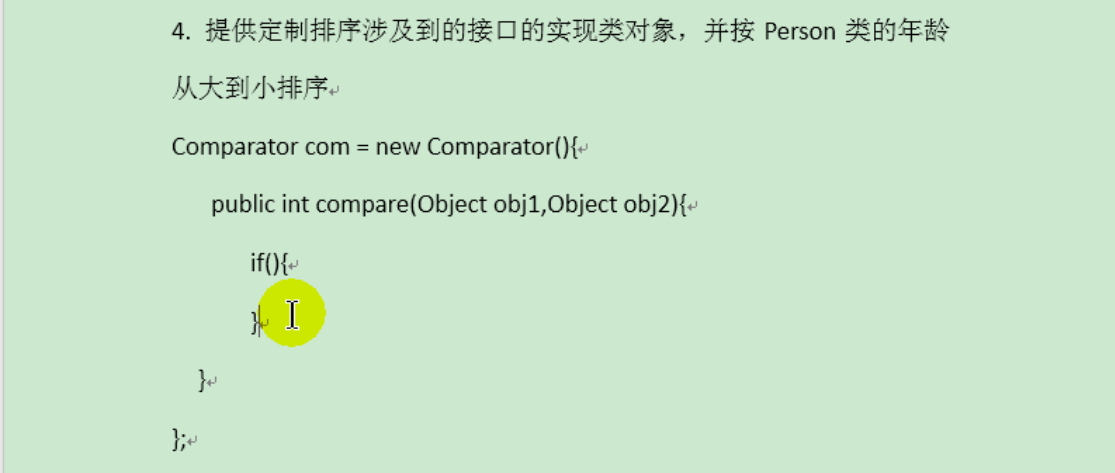 4. 提供定制排序涉及到的接口的实现类对象，并按 Person 类的年龄
从大到小排序
Comparator com = new Comparator(){
public int compare(Object obj1,Object obj2){
if(){
}
}
};